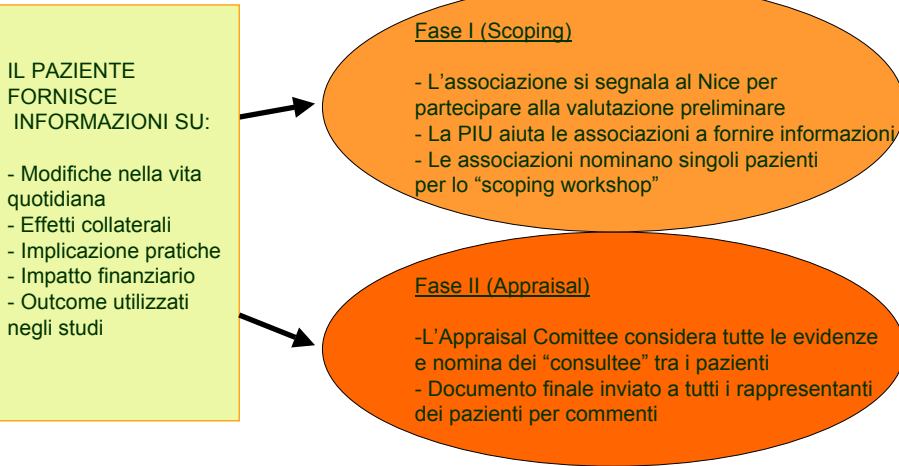 IL PAZIENTE
FORNISCE
INFORMAZIONI SU:
- Modifiche nella vita
quotidiana
- Effetti collaterali
- Implicazione pratiche
- Impatto finanziario
- Outcome utilizzati
negli studi
Fase I (Scoping)
- L’associazione si segnala al Nice per
partecipare alla valutazione preliminare
- La PIU aiuta le associazioni a fornire informazioni
- Le associazioni nominano singoli pazienti
per lo “scoping workshop”
Fase II (Appraisal)
-L’Appraisal Comittee considera tutte le evidenze
e nomina dei “consultee” tra i pazienti
- Documento finale inviato a tutti i rappresentanti
dei pazienti per commenti